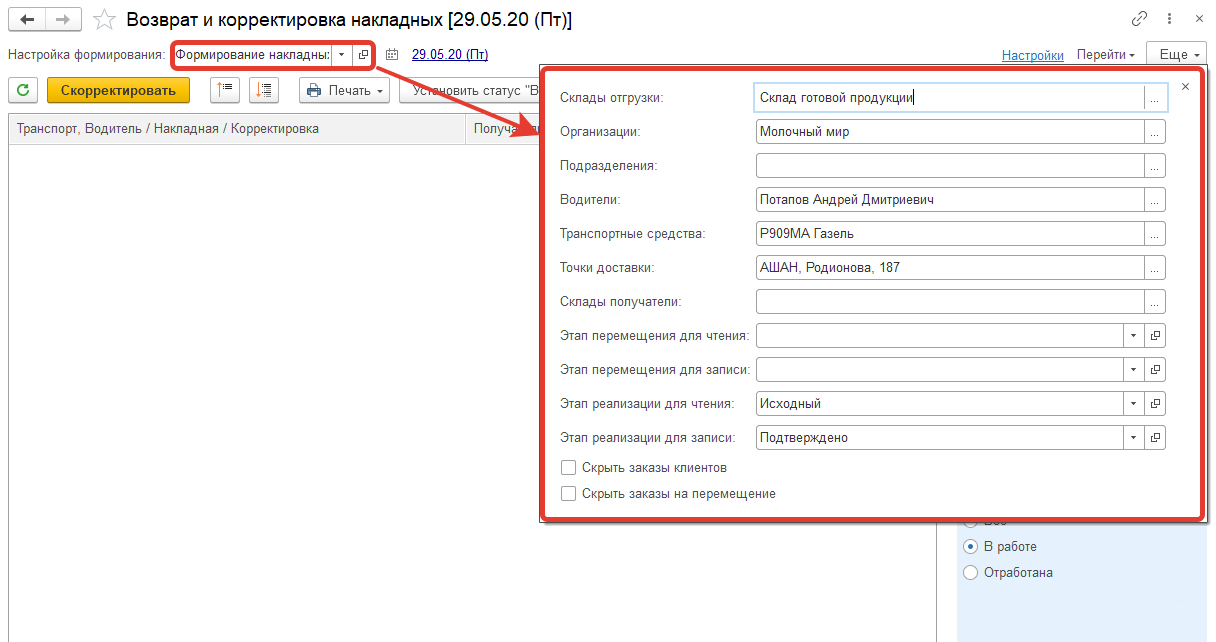 Возврат и корректировка накладных [29.05.20 (Пт)]
Настройка формирования: Формирование накладны: 29.05.20 (Пт) Настройки Перейти Еще
Скорректировать Печать Установить статус "В
Транспорт, Водитель / Накладная / Корректировка
Склады отгрузки: Склад готовой продукции ...
Организации: Молочный мир ...
Подразделения: ...
Водители: Потапов Андрей Дмитриевич ...
Транспортные средства: Р909МА Газель ...
Точки доставки: АШАН, Родионова, 187 ...
Склады получатели: ...
Этап перемещения для чтения:
Этап перемещения для записи:
Этап реализации для чтения: Исходный
Этап реализации для записи: Подтверждено
Скрыть заказы клиентов
Скрыть заказы на перемещение
В работе
Отработана